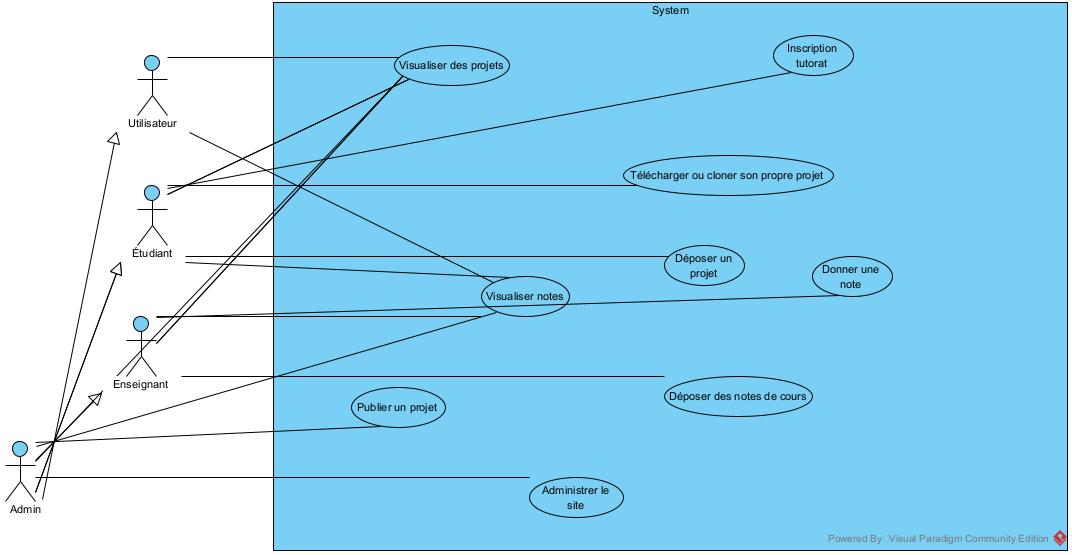 System
Visualiser des projets
Inscription
tutorat
Utilisateur
Télécharger ou cloner son propre projet
Étudiant
Déposer un
projet
Donner une
note
Visualiser notes
Enseignant
Publier un projet
Déposer des notes de cours
Administrer le
site
Admin
Powered By Visual Paradigm Community Edition